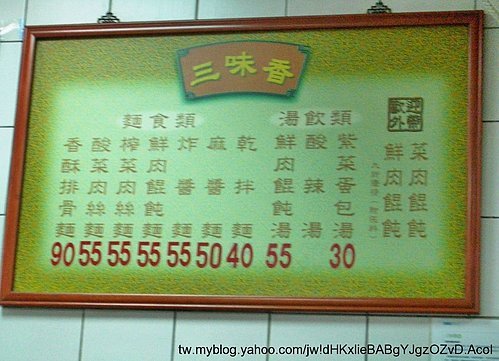 三味香
麵食類
香酥排骨麵 90
酸菜肉絲麵 55
榨菜肉絲麵 55
鮮肉餛飩麵 55
炸醬麵 55
麻醬麵 50
乾拌麵 40
湯飲類
鮮肉餛飩湯 55
酸辣湯
紫菜蛋包湯 30
歡迎外帶
菜肉餛飩
鮮肉餛飩
tw.myblog.yahoo.com/jw!dHKxlieBABgYJgzOZvD.Acol